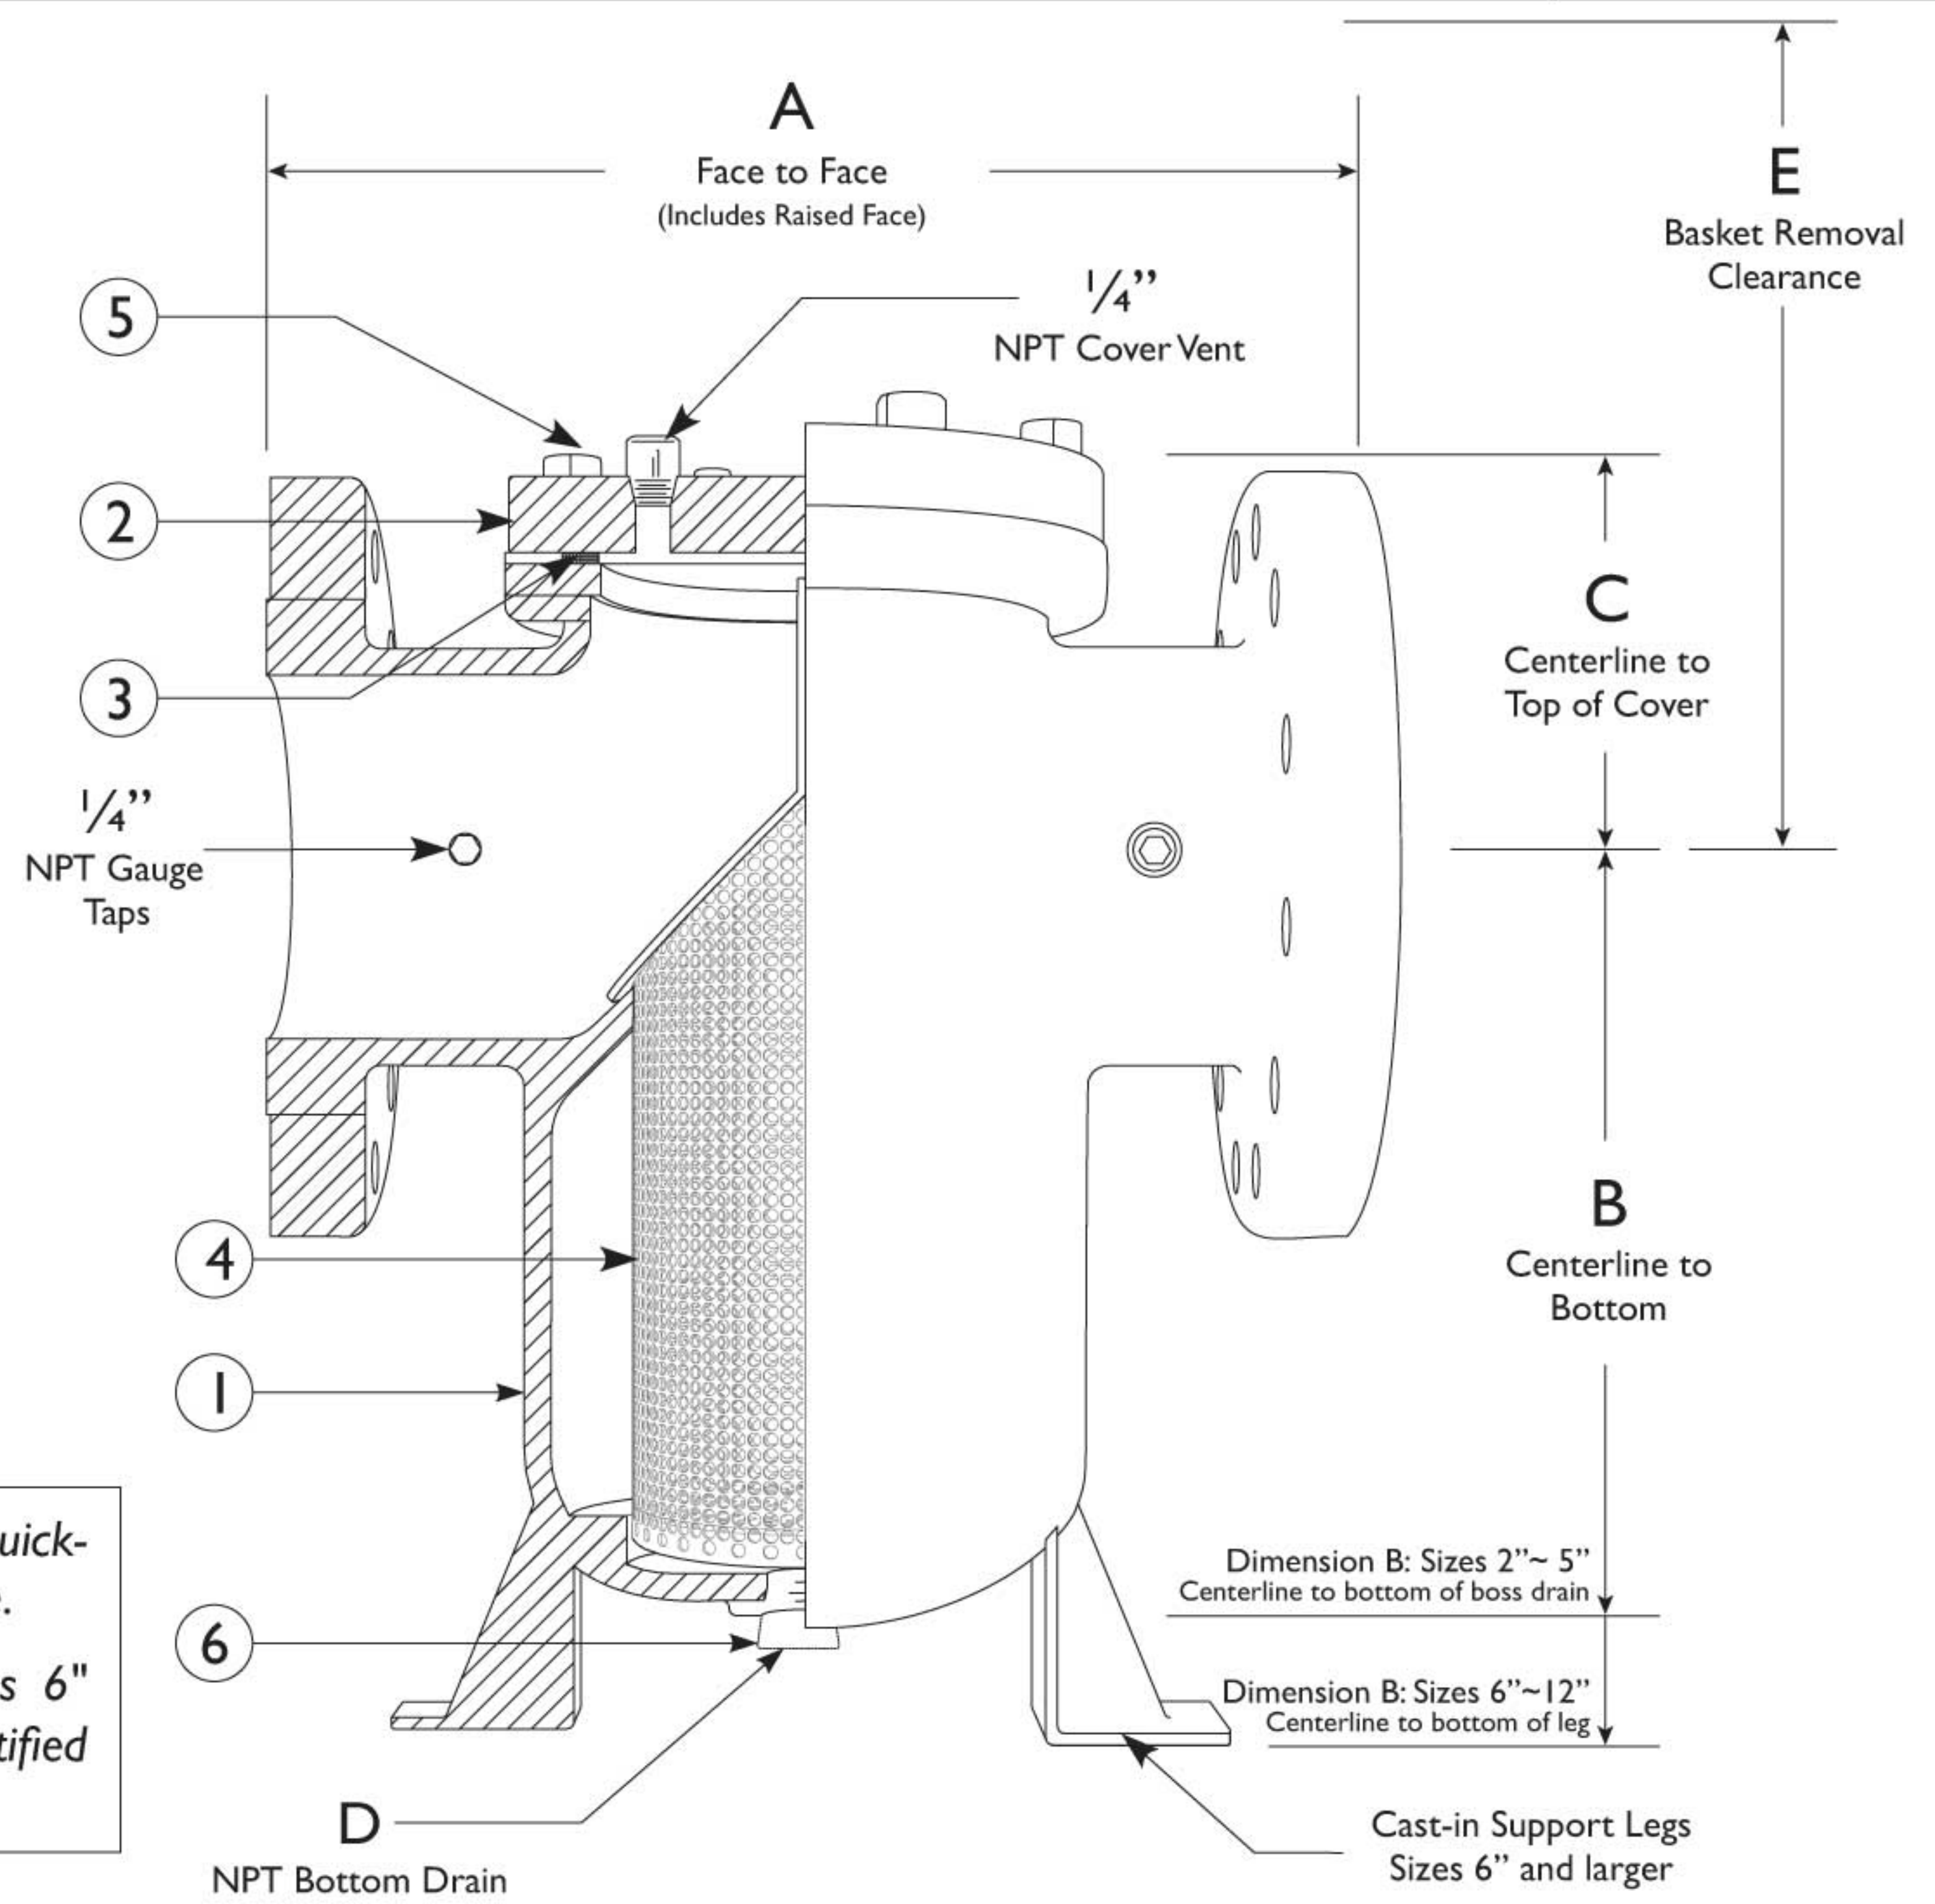 A
Face to Face
(Includes Raised Face)
E
Basket Removal
Clearance
5
1/4”
NPT Cover Vent
2
C
Centerline to
Top of Cover
3
1/4”
NPT Gauge
Taps
B
Centerline to
Bottom
4
1
uick-
Dimension B: Sizes 2”~ 5”
Centerline to bottom of boss drain
6
s 6"
Dimension B: Sizes 6”~12”
Centerline to bottom of leg
tified
D
NPT Bottom Drain
Cast-in Support Legs
Sizes 6” and larger